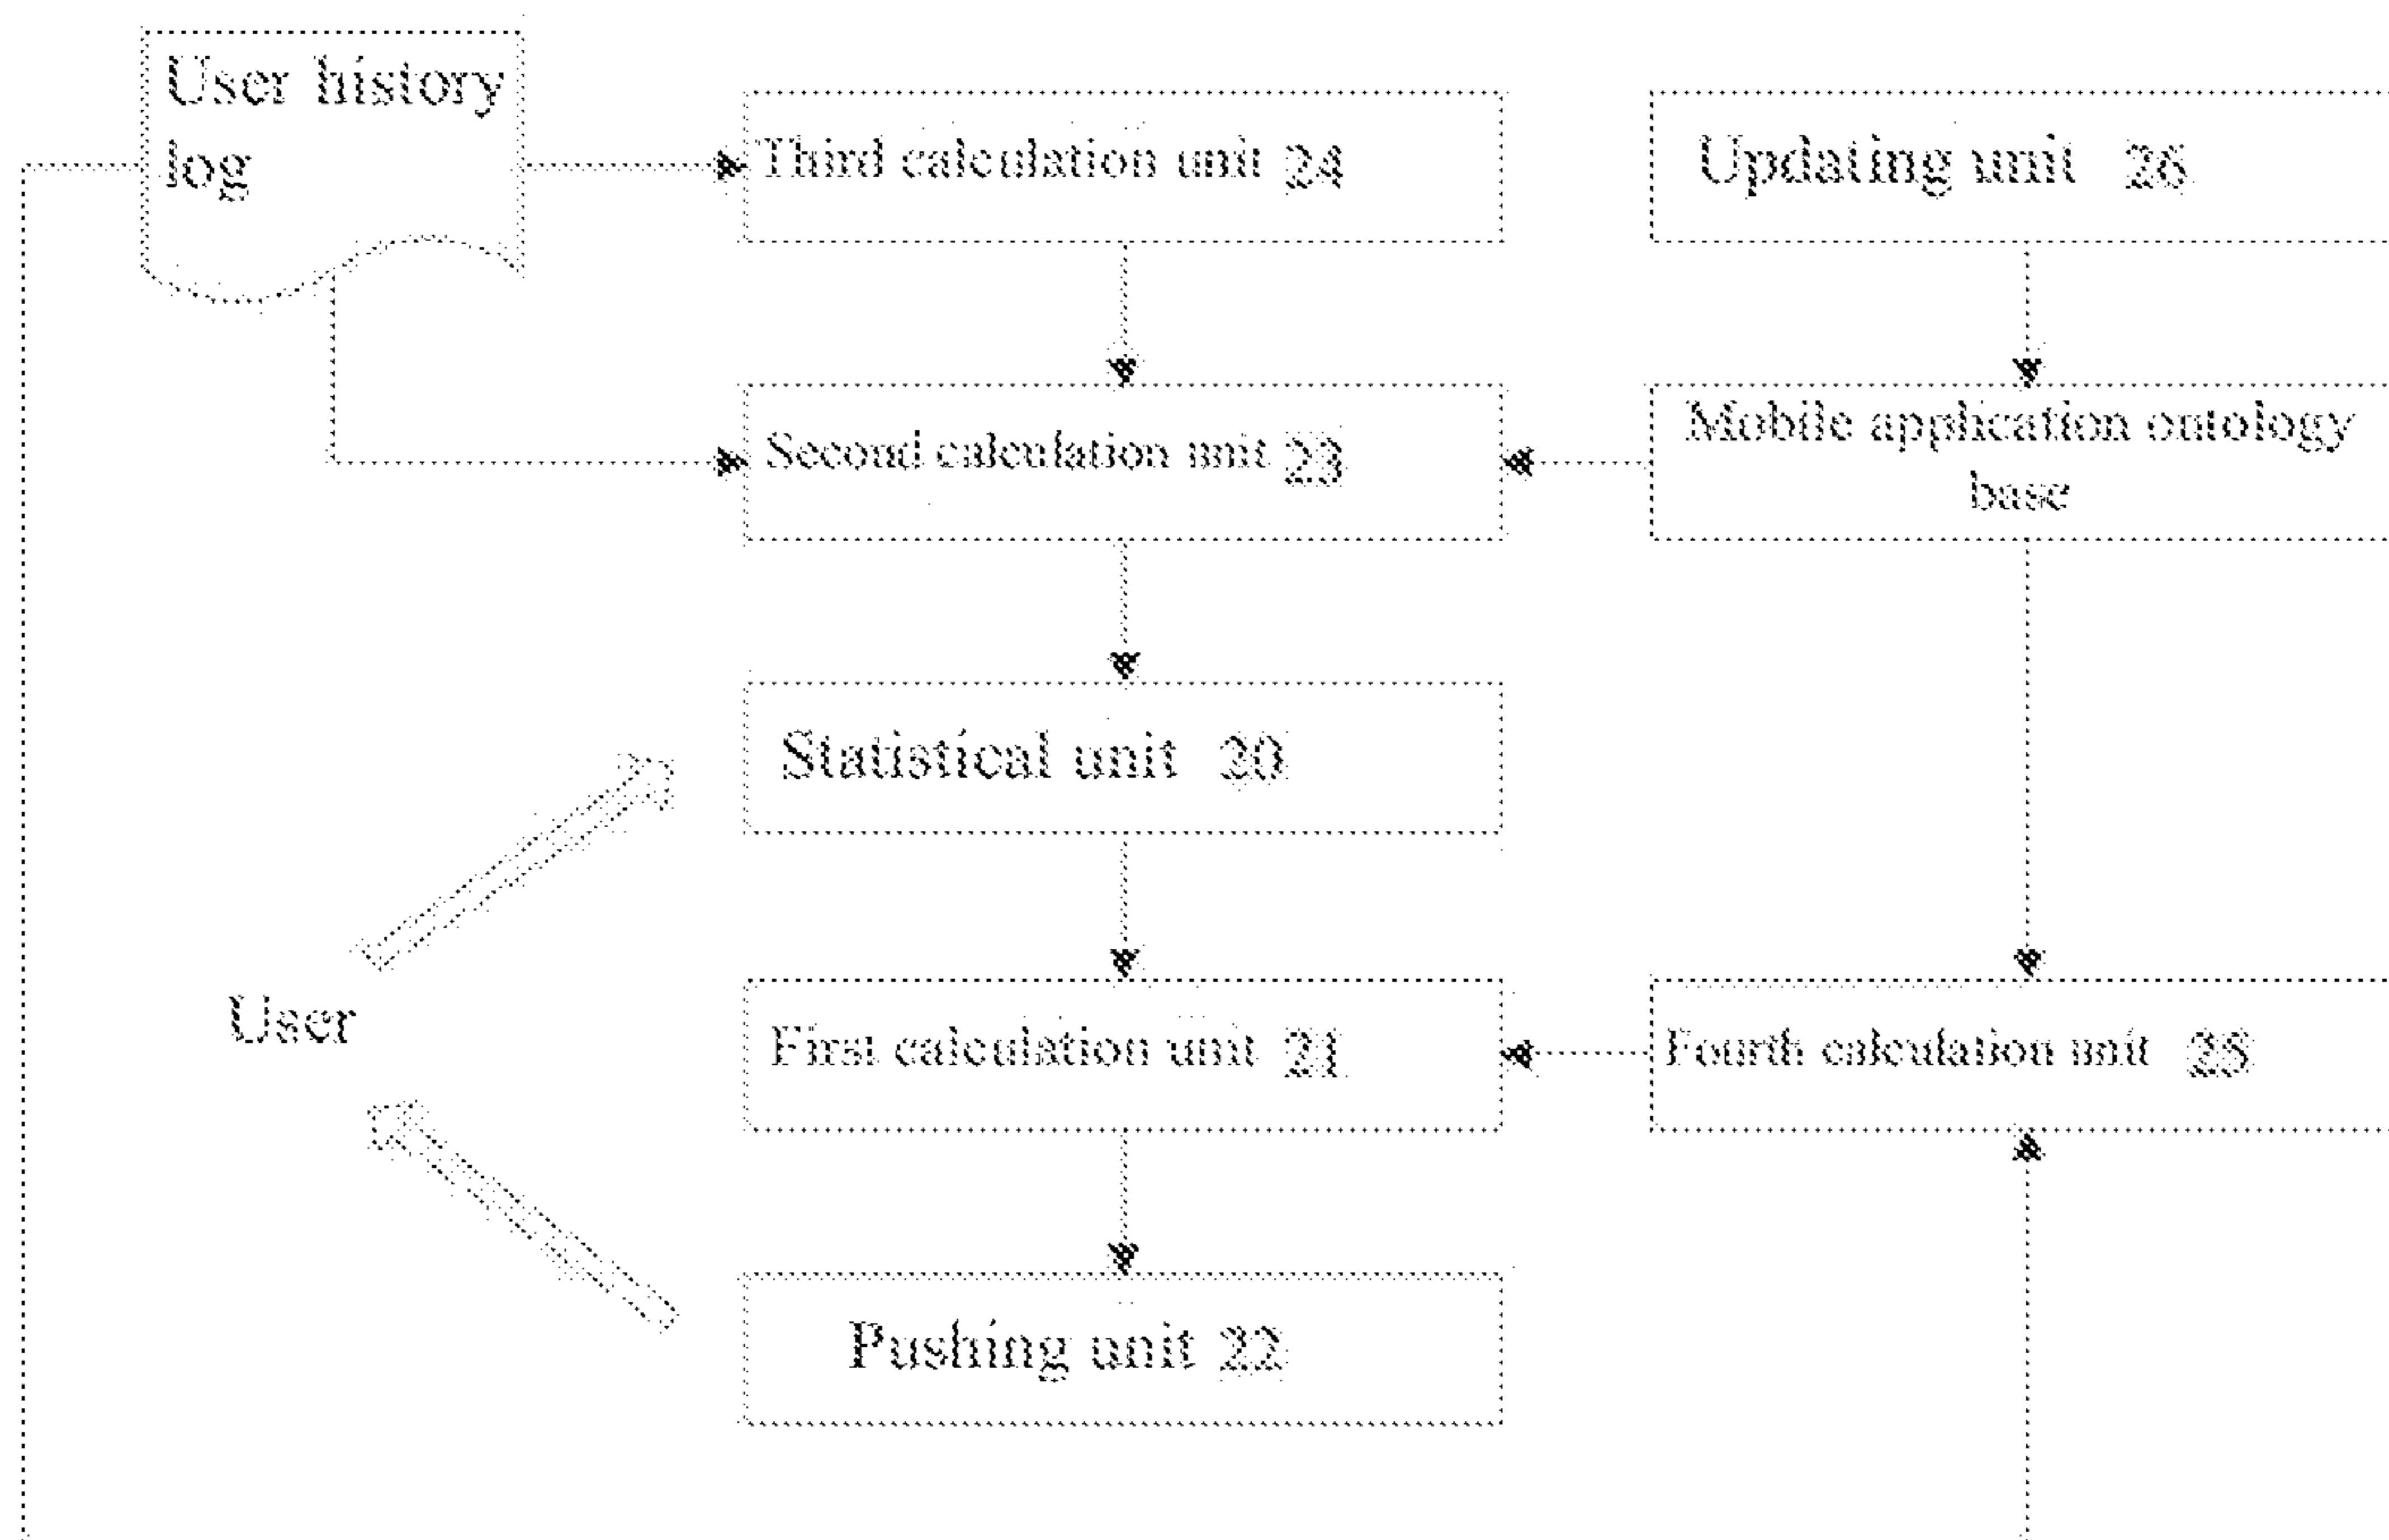 User history
log
Third calculation unit 24
Updating unit 26
Second calculation unit 23
Mobile application ontology
base
Statistical unit 20
User
First calculation unit 21
Fourth calculation unit 25
Pushing unit 22